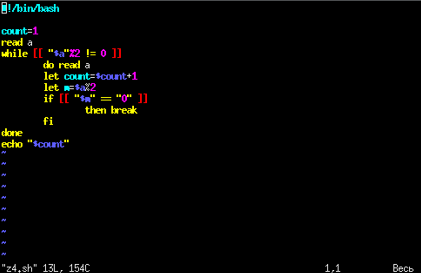 #!/bin/bash

count=1
read a
while [[ "$a"%2 != 0 ]]
        do read a
        let count=$count+1
        let m=$a%2
        if [[ "$m" == "0" ]]
                then break
        fi
done
echo "$count"
~
~
~
~
~
~
~
~
~
~
"z4.sh" 13L, 154C 1,1 Весь